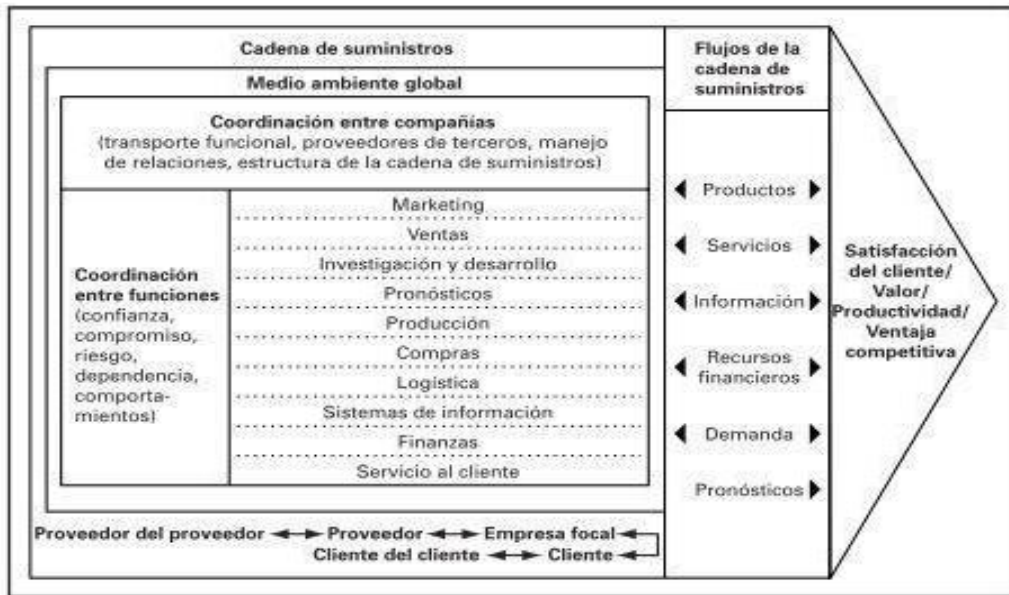 Cadena de suministros
Medio ambiente global
Coordinación entre compañías
(transporte funcional, proveedores de terceros, manejo
de relaciones, estructura de la cadena de suministros)
Coordinación
entre funciones
(confianza,
compromiso,
riesgo,
dependencia,
comporta-
mientos)
Marketing
Ventas
Investigación y desarrollo
Pronósticos
Producción
Compras
Logística
Sistemas de información
Finanzas
Servicio al cliente
Proveedor del proveedor Proveedor Empresa focal
Cliente del cliente Cliente
Flujos de la
cadena de
suministros
Productos
Servicios
Información
Recursos
financieros
Demanda
Pronósticos
Satisfacción
del cliente/
Valor/
Productividad/
Ventaja
competitiva